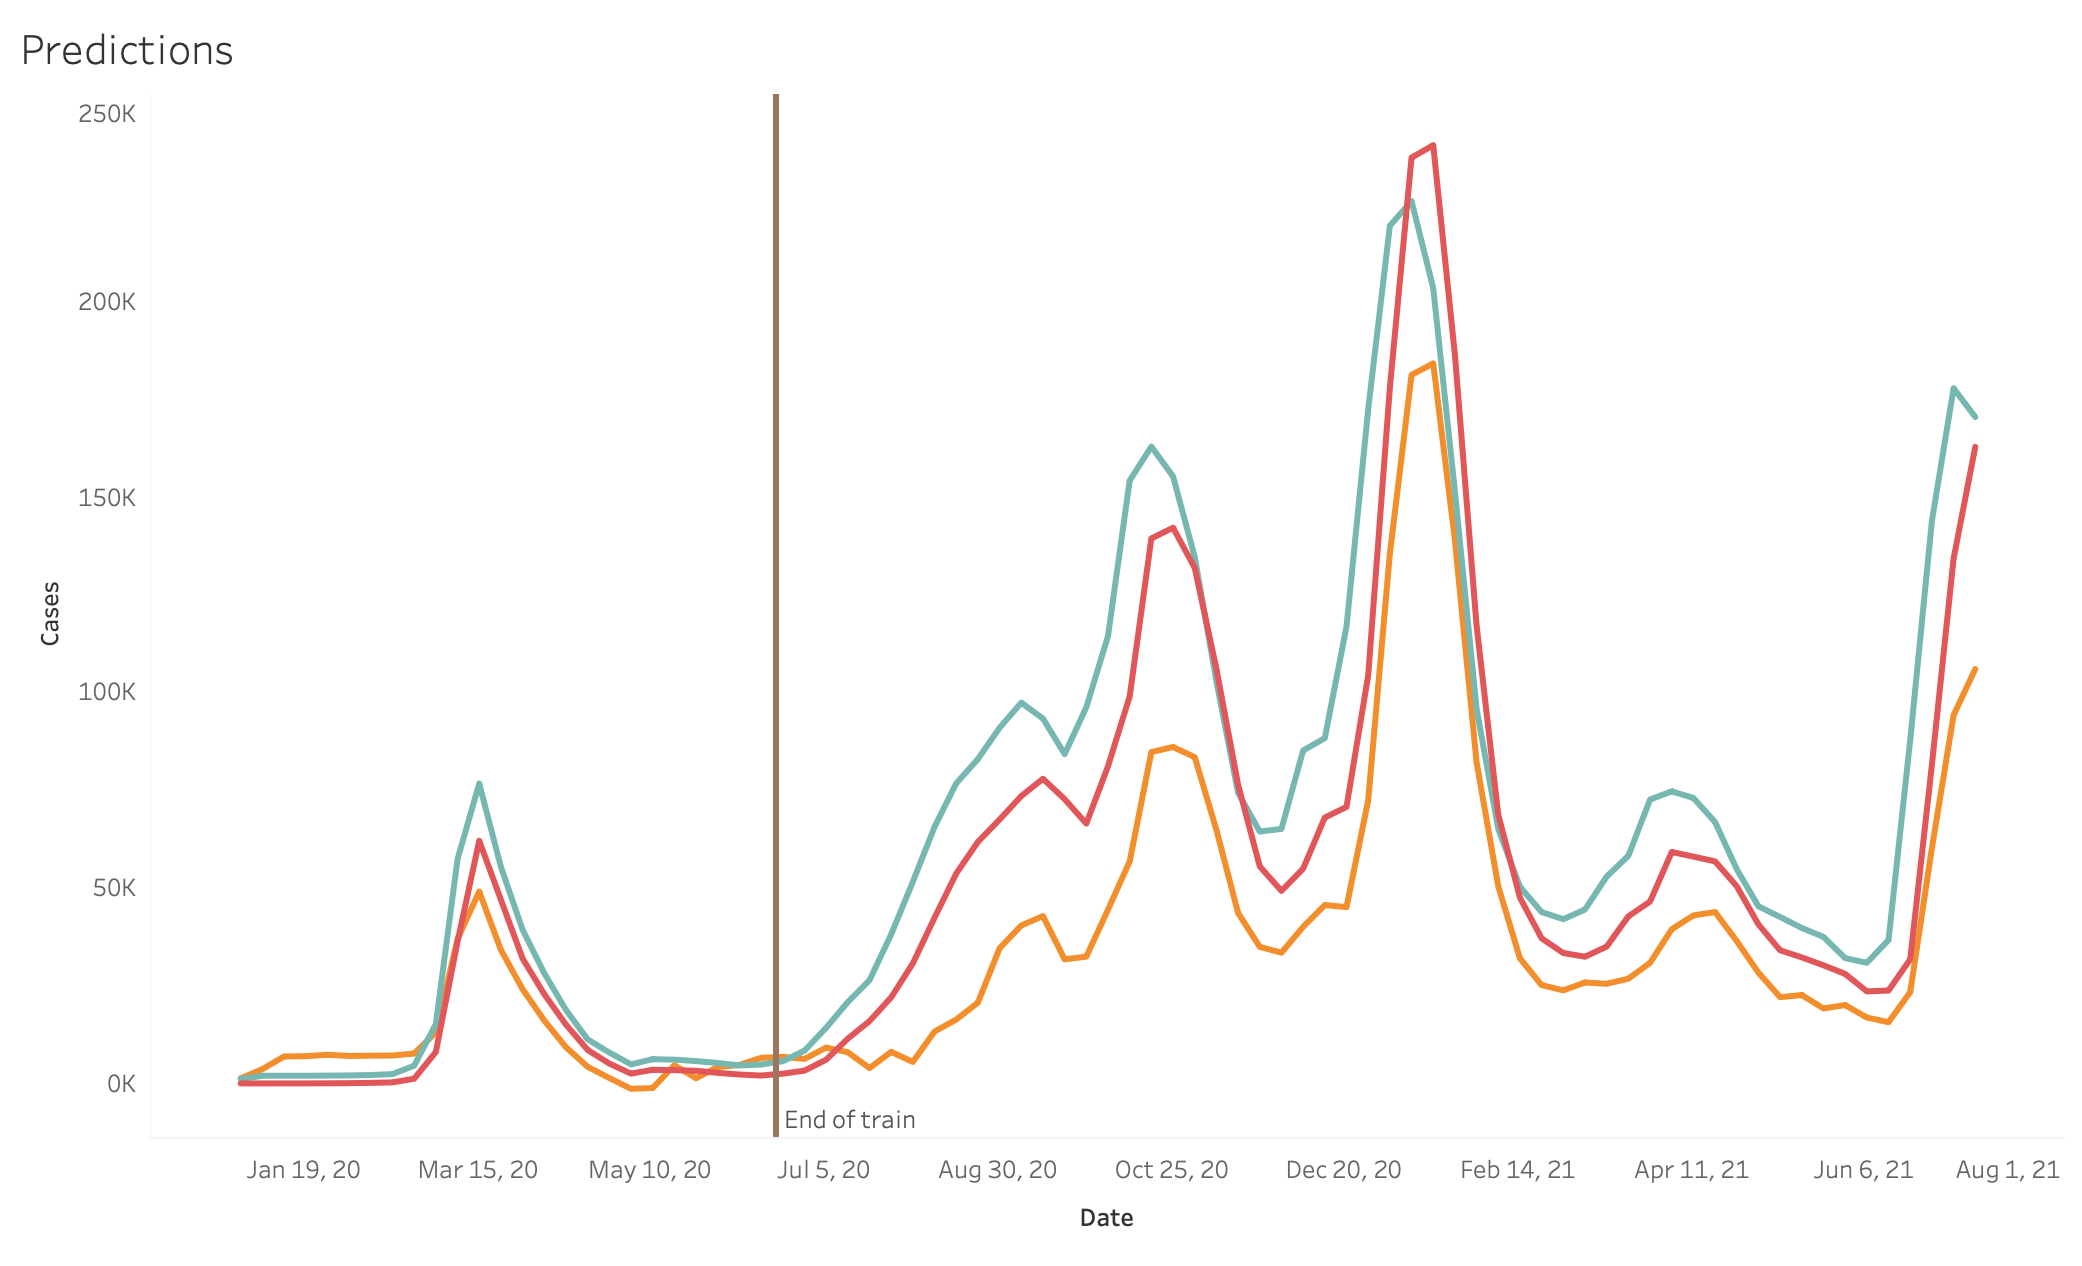 Predictions
250K
200K
150K
100K
50K
0K
Cases
End of train
Jan 19, 20
Mar 15, 20
May 10, 20
Jul 5, 20
Aug 30, 20
Oct 25, 20
Dec 20, 20
Feb 14, 21
Apr 11, 21
Jun 6, 21
Aug 1, 21
Date